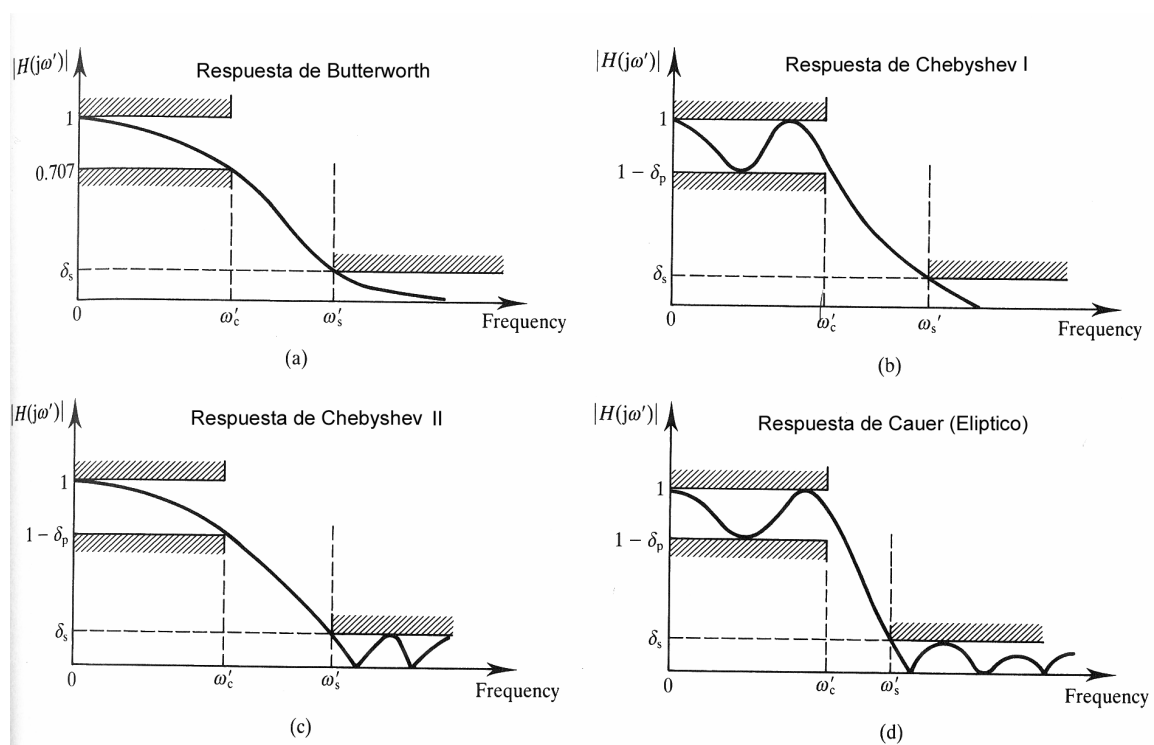 |H(jω′)|
Respuesta de Butterworth
1
0.707
δs
0
ω′c
ω′s
Frequency
(a)
|H(jω′)|
Respuesta de Chebyshev I
1
1 − δp
δs
0
ω′c
ωs′
Frequency
(b)
|H(jω′)|
Respuesta de Chebyshev II
1
1 − δp
δs
0
ω′c
ω′s
Frequency
(c)
|H(jω′)|
Respuesta de Cauer (Eliptico)
1
1 − δp
δs
0
ω′c
ω′s
Frequency
(d)